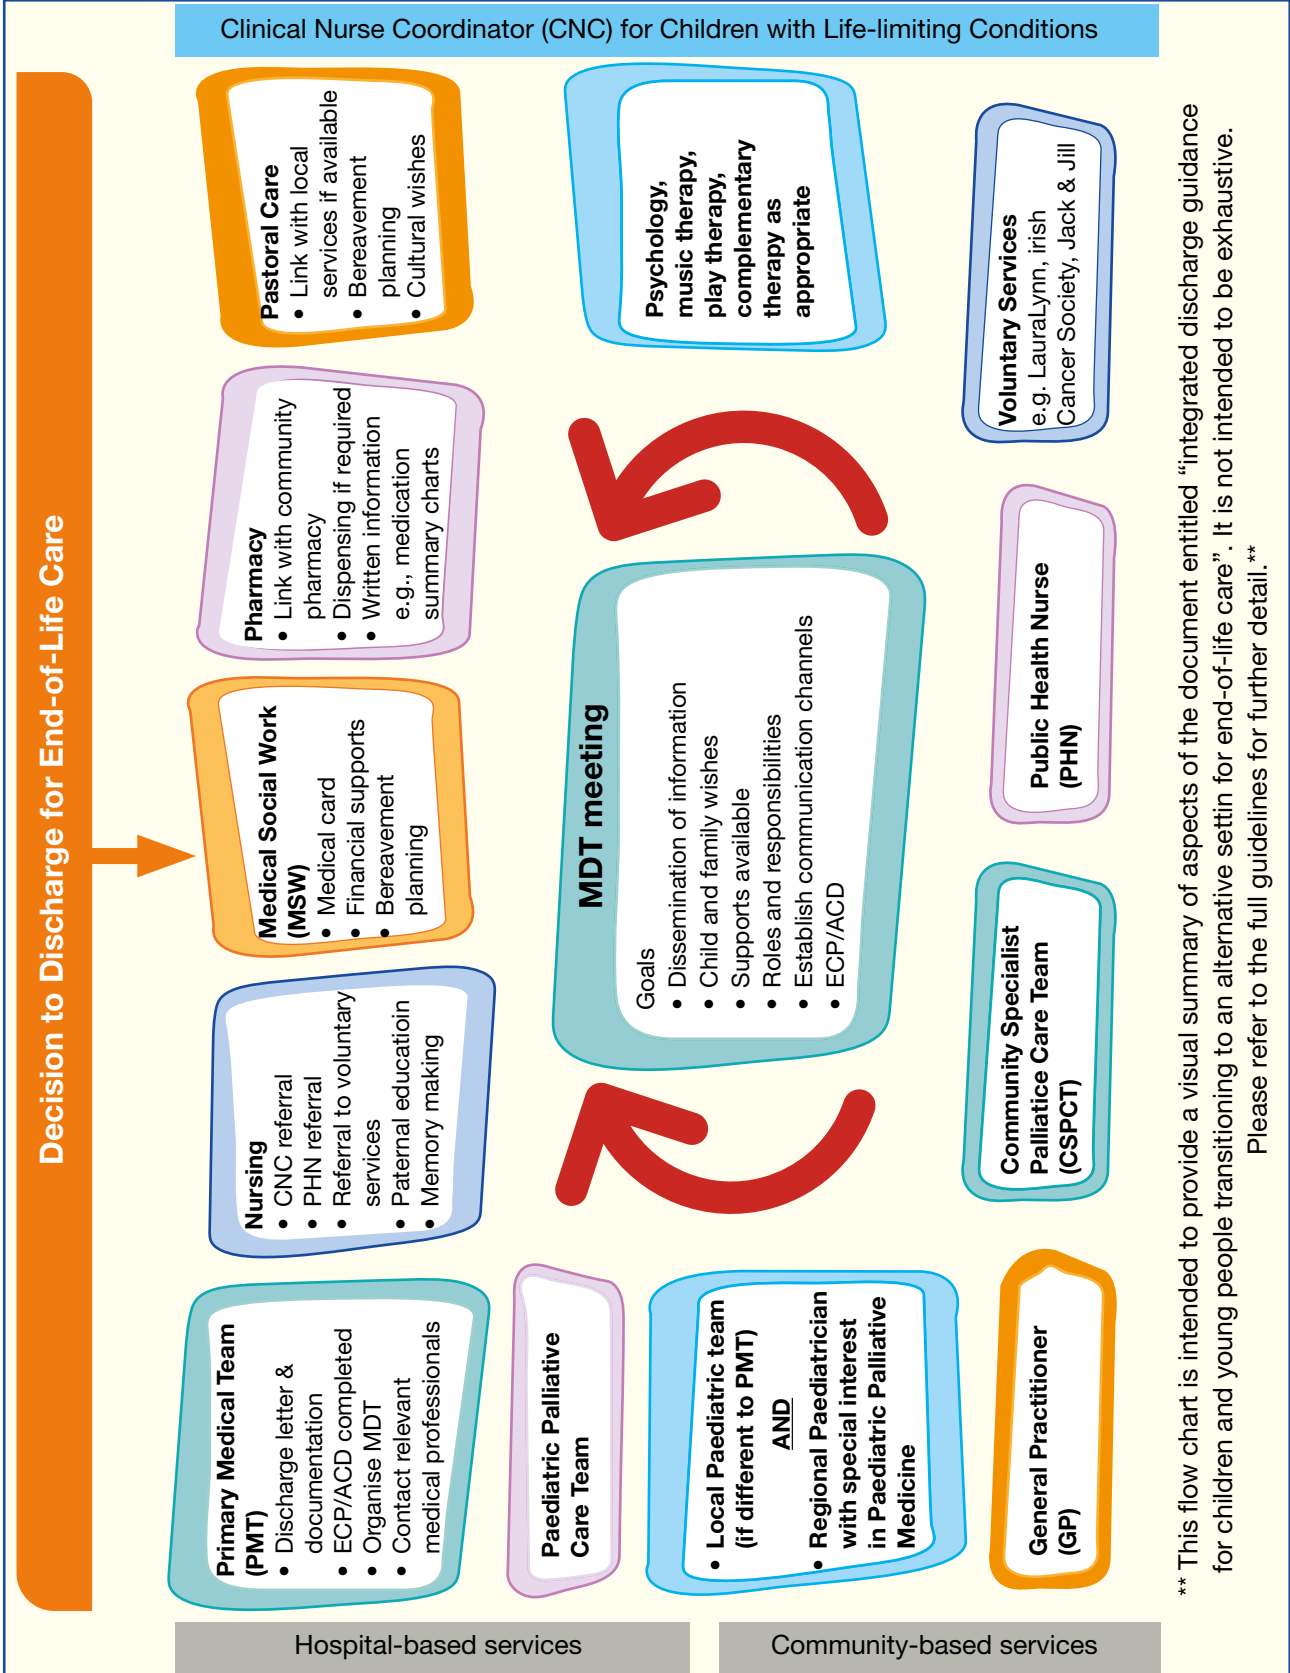 Decision to Discharge for End-of-Life Care
Clinical Nurse Coordinator (CNC) for Children with Life-limiting Conditions
Hospital-based services
Primary Medical Team
(PMT)
• Discharge letter &
documentation
• ECP/ACD completed
• Organise MDT
• Contact relevant
medical professionals
Nursing
• CNC referral
• PHN referral
• Referral to voluntary
services
• Paternal educatioin
• Memory making
Medical Social Work
(MSW)
• Medical card
• Financial supports
• Bereavement
planning
Pharmacy
• Link with community
pharmacy
• Dispensing if required
• Written information
e.g., medication
summary charts
Pastoral Care
• Link with local
services if available
• Bereavement
planning
• Cultural wishes
Paediatric Palliative
Care Team
MDT meeting
Goals
• Dissemination of information
• Child and family wishes
• Supports available
• Roles and responsibilities
• Establish communication channels
• ECP/ACD
Psychology,
music therapy,
play therapy,
complementary
therapy as
appropriate
• Local Paediatric team
(if different to PMT)
AND
• Regional Paediatrician
with special interest
in Paediatric Palliative
Medicine
Community-based services
General Practitioner
(GP)
Community Specialist
Palliatice Care Team
(CSPCT)
Public Health Nurse
(PHN)
Voluntary Services
e.g. LauraLynn, irish
Cancer Society, Jack & Jill
** This flow chart is intended to provide a visual summary of aspects of the document entitled “integrated discharge guidance
for children and young people transitioning to an alternative settin for end-of-life care”. It is not intended to be exhaustive.
Please refer to the full guidelines for further detail.**